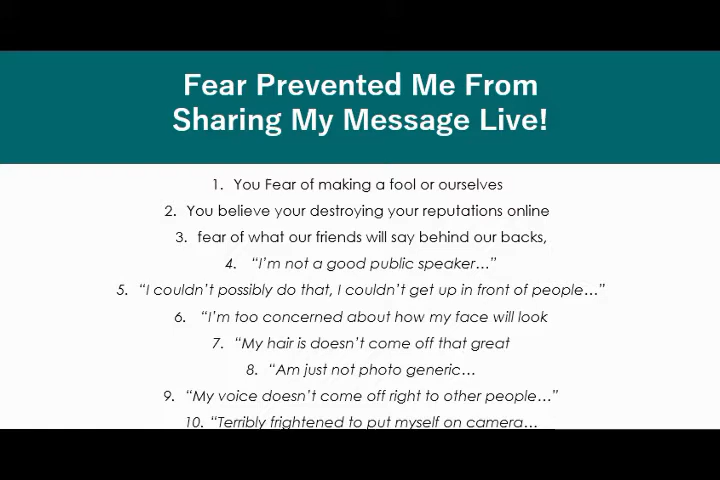 Fear Prevented Me From
Sharing My Message Live!
1. You Fear of making a fool or ourselves
2. You believe your destroying your reputations online
3. fear of what our friends will say behind our backs,
4. “I’m not a good public speaker…”
5. “I couldn’t possibly do that, I couldn’t get up in front of people…”
6. “I’m too concerned about how my face will look
7. “My hair is doesn’t come off that great
8. “Am just not photo generic…
9. “My voice doesn’t come off right to other people…”
10. “Terribly frightened to put myself on camera…